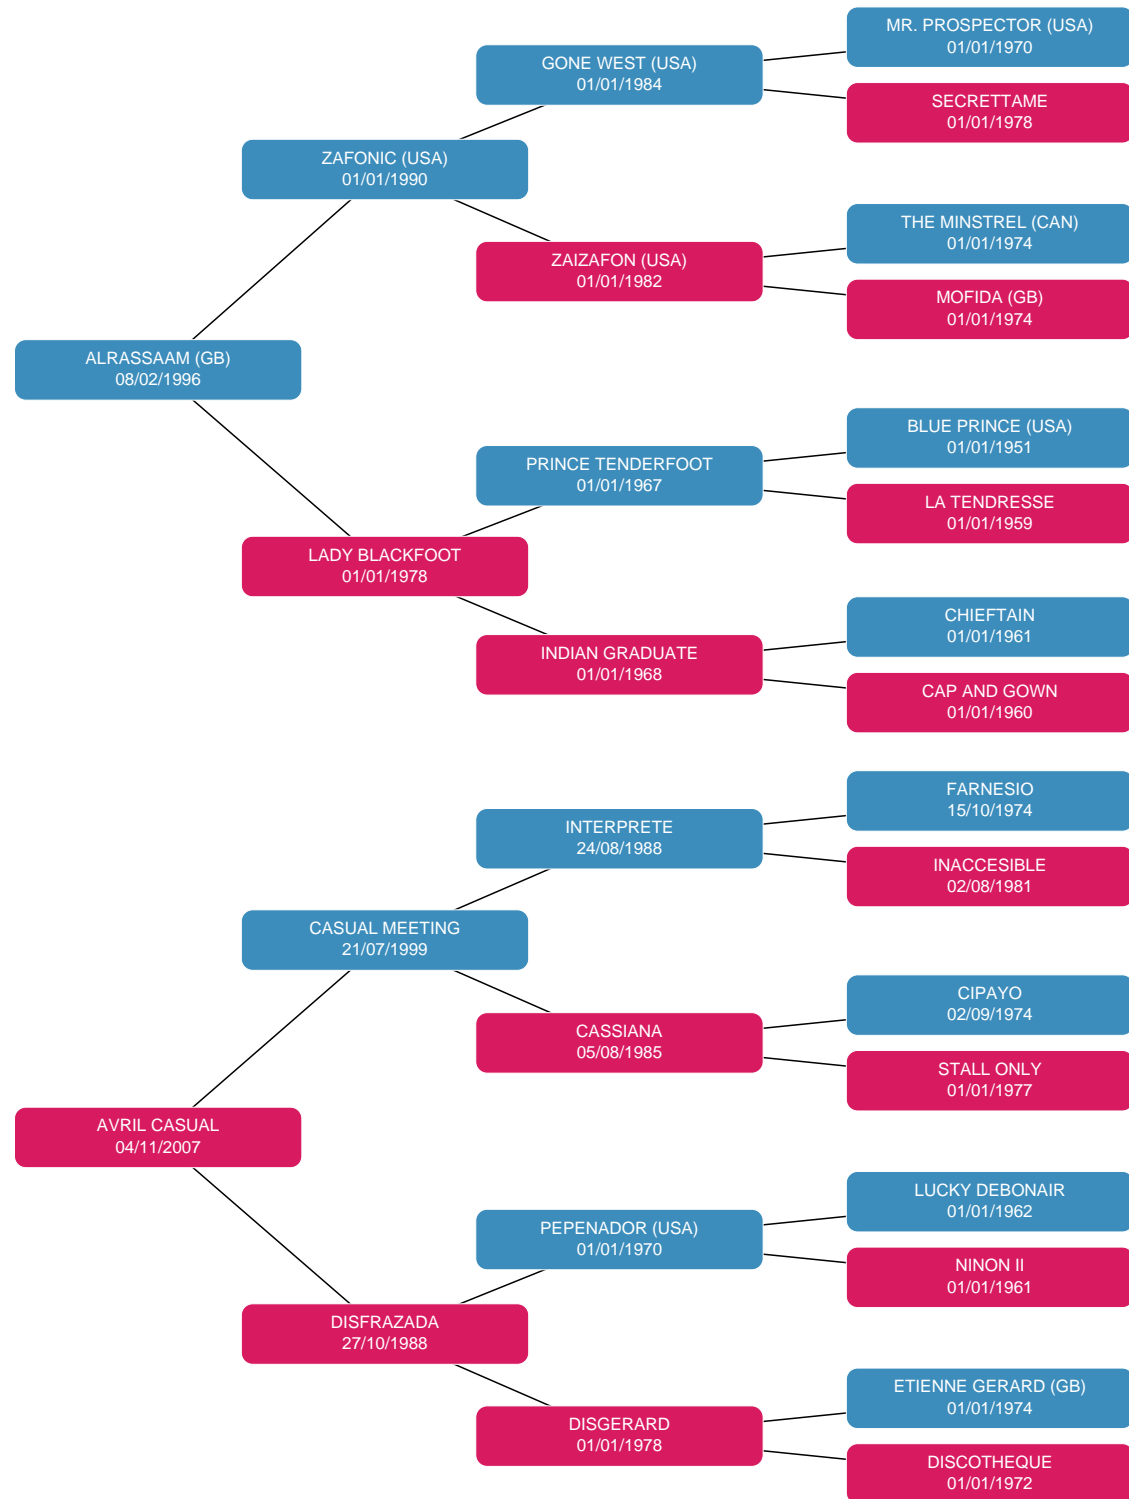 MR. PROSPECTOR (USA)
01/01/1970
GONE WEST (USA)
01/01/1984
SECRETTAME
01/01/1978
ZAFONIC (USA)
01/01/1990
THE MINSTREL (CAN)
01/01/1974
ZAIZAFON (USA)
01/01/1982
MOFIDA (GB)
01/01/1974
ALRASSAAM (GB)
08/02/1996
BLUE PRINCE (USA)
01/01/1951
PRINCE TENDERFOOT
01/01/1967
LA TENDRESSE
01/01/1959
LADY BLACKFOOT
01/01/1978
CHIEFTAIN
01/01/1961
INDIAN GRADUATE
01/01/1968
CAP AND GOWN
01/01/1960
FARNESIO
15/10/1974
INTERPRETE
24/08/1988
INACCESIBLE
02/08/1981
CASUAL MEETING
21/07/1999
CIPAYO
02/09/1974
CASSIANA
05/08/1985
STALL ONLY
01/01/1977
AVRIL CASUAL
04/11/2007
LUCKY DEBONAIR
01/01/1962
PEPENADOR (USA)
01/01/1970
NINON II
01/01/1961
DISFRAZADA
27/10/1988
ETIENNE GERARD (GB)
01/01/1974
DISGERARD
01/01/1978
DISCOTHEQUE
01/01/1972